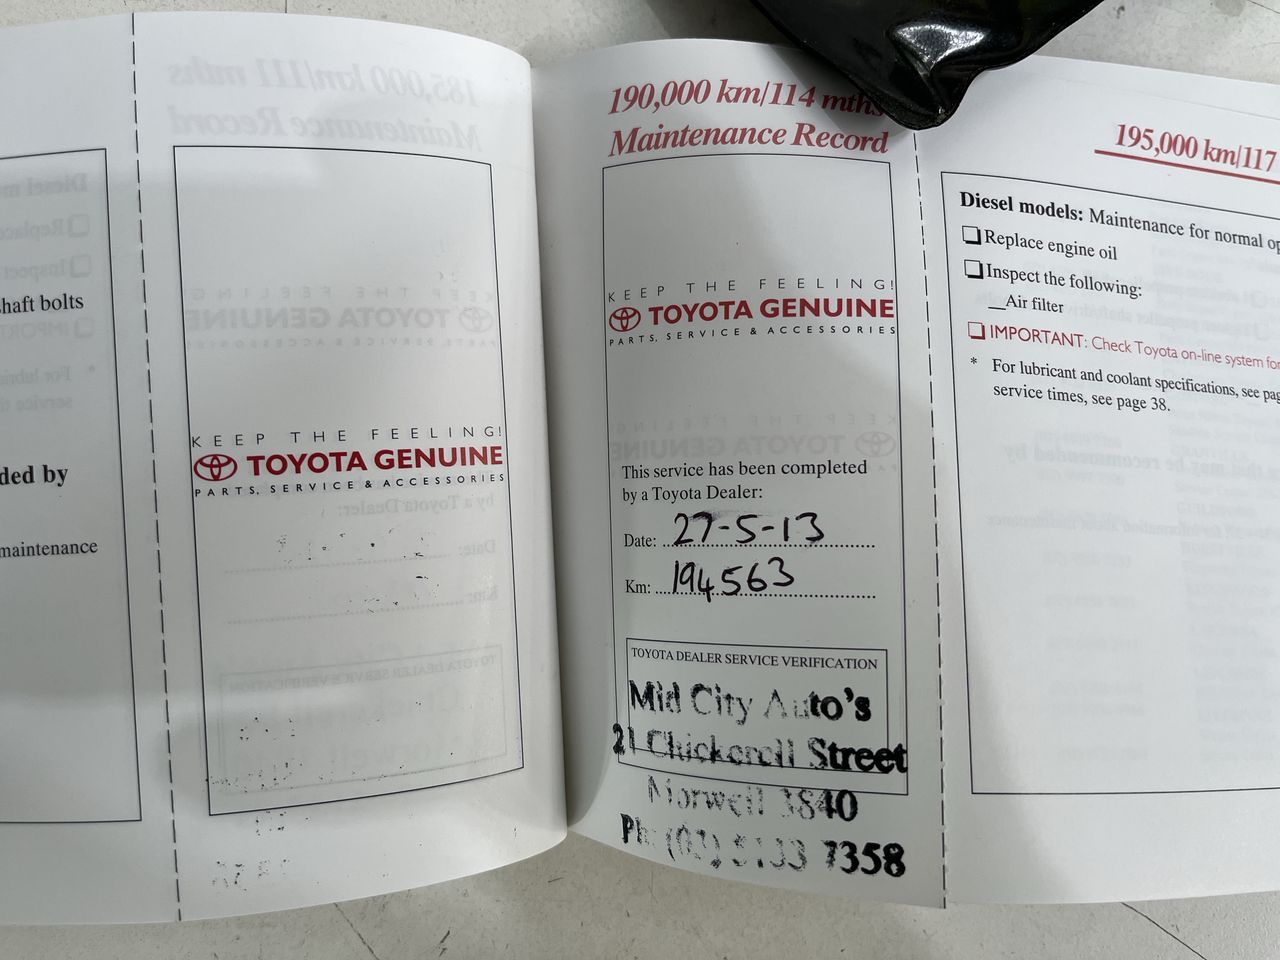 haft bolts
ded by
maintenance
KEEP THE FEELING!
TOYOTA GENUINE
PARTS, SERVICE & ACCESSORIES
190,000 km/114 mths
Maintenance Record
KEEP THE FEELING!
TOYOTA GENUINE
PARTS, SERVICE & ACCESSORIES
This service has been completed
by a Toyota Dealer:
Date: 27-5-13
Km: 194563
TOYOTA DEALER SERVICE VERIFICATION
Mid City Auto's
21 Chickerell Street
Morwell 3840
Ph: (03) 5133 7358
195,000 km/117
Diesel models: Maintenance for normal op
Replace engine oil
Inspect the following:
__Air filter
IMPORTANT: Check Toyota on-line system for
* For lubricant and coolant specifications, see pag
service times, see page 38.